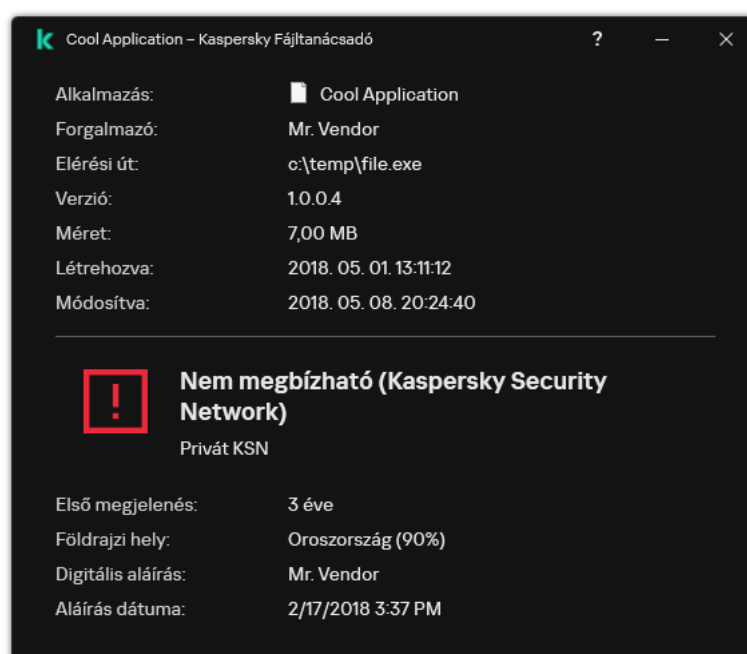 Cool Application – Kaspersky Fájltanácsadó ?
Alkalmazás: Cool Application
Forgalmazó: Mr. Vendor
Elérési út: c:\temp\file.exe
Verzió: 1.0.0.4
Méret: 7,00 MB
Létrehozva: 2018. 05. 01. 13:11:12
Módosítva: 2018. 05. 08. 20:24:40
Nem megbízható (Kaspersky Security
Network)
Privát KSN
Első megjelenés: 3 éve
Földrajzi hely: Oroszország (90%)
Digitális aláírás: Mr. Vendor
Aláírás dátuma: 2/17/2018 3:37 PM